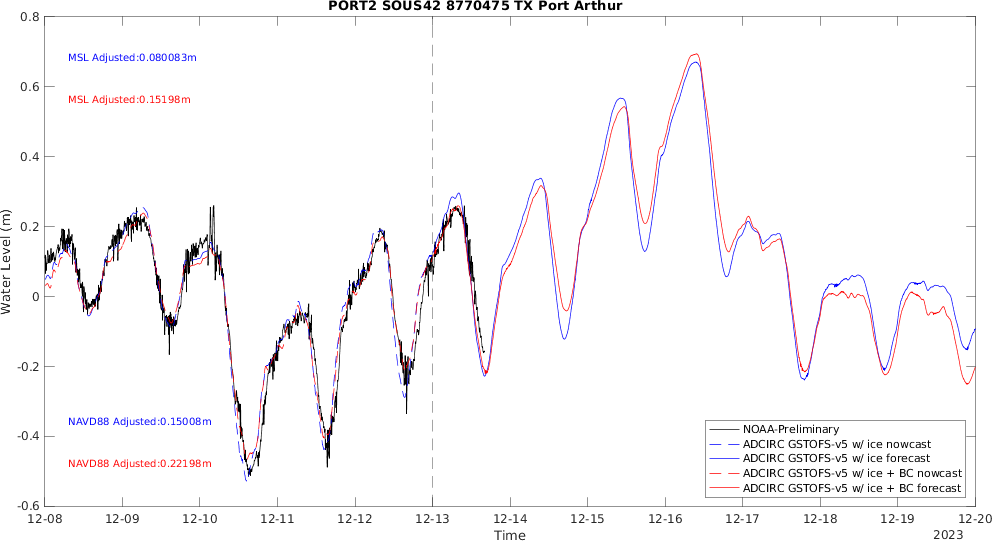 PORT2 SOUS42 8770475 TX Port Arthur
0.8
MSL Adjusted:0.080083m
0.6
MSL Adjusted:0.15198m
0.4
0.2
Water Level (m)
0
-0.2
NAVD88 Adjusted:0.15008m
-0.4
NAVD88 Adjusted:0.22198m
-0.6
NOAA-Preliminary
ADCIRC GSTOFS-v5 w/ ice nowcast
ADCIRC GSTOFS-v5 w/ ice forecast
ADCIRC GSTOFS-v5 w/ ice + BC nowcast
ADCIRC GSTOFS-v5 w/ ice + BC forecast
12-08 12-09 12-10 12-11 12-12 12-13 12-14 12-15 12-16 12-17 12-18 12-19 12-20
Time
2023